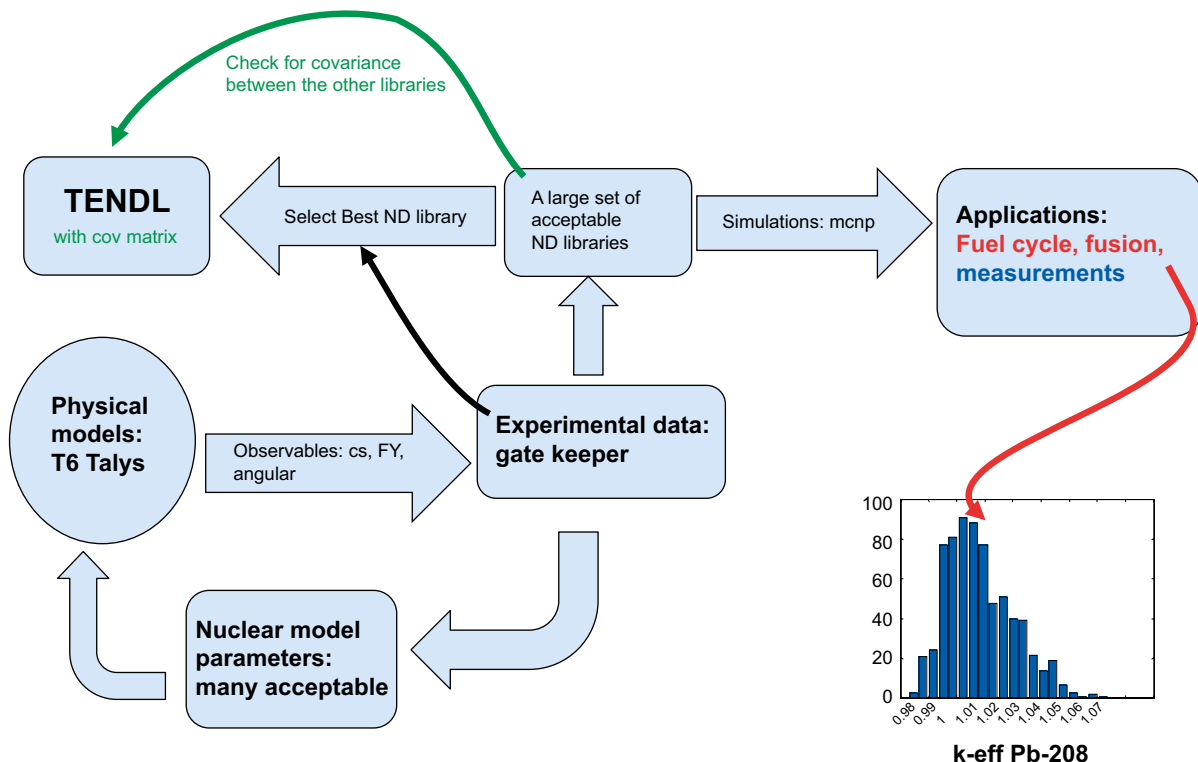 Check for covariance
between the other libraries
TENDL
with cov matrix
Select Best ND library
A large set of
acceptable
ND libraries
Simulations: mcnp
Applications:
Fuel cycle, fusion,
measurements
Physical
models:
T6 Talys
Observables: cs, FY,
angular
Experimental data:
gate keeper
Nuclear model
parameters:
many acceptable
100
80
60
40
20
0
0.98
0.99
1
1.01
1.02
1.03
1.04
1.05
1.06
1.07
k-eff Pb-208